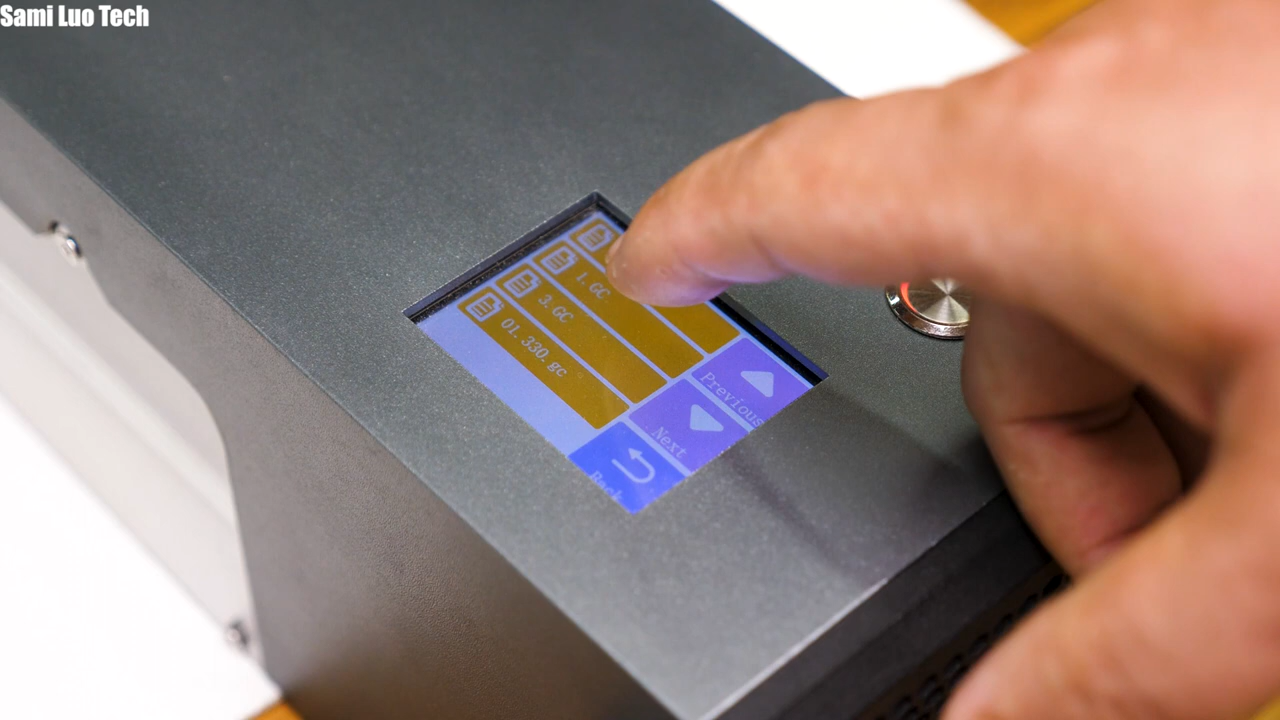 Sami Luo Tech
1. GC
3. GC
01. 330. gc
Previous
Next
Back